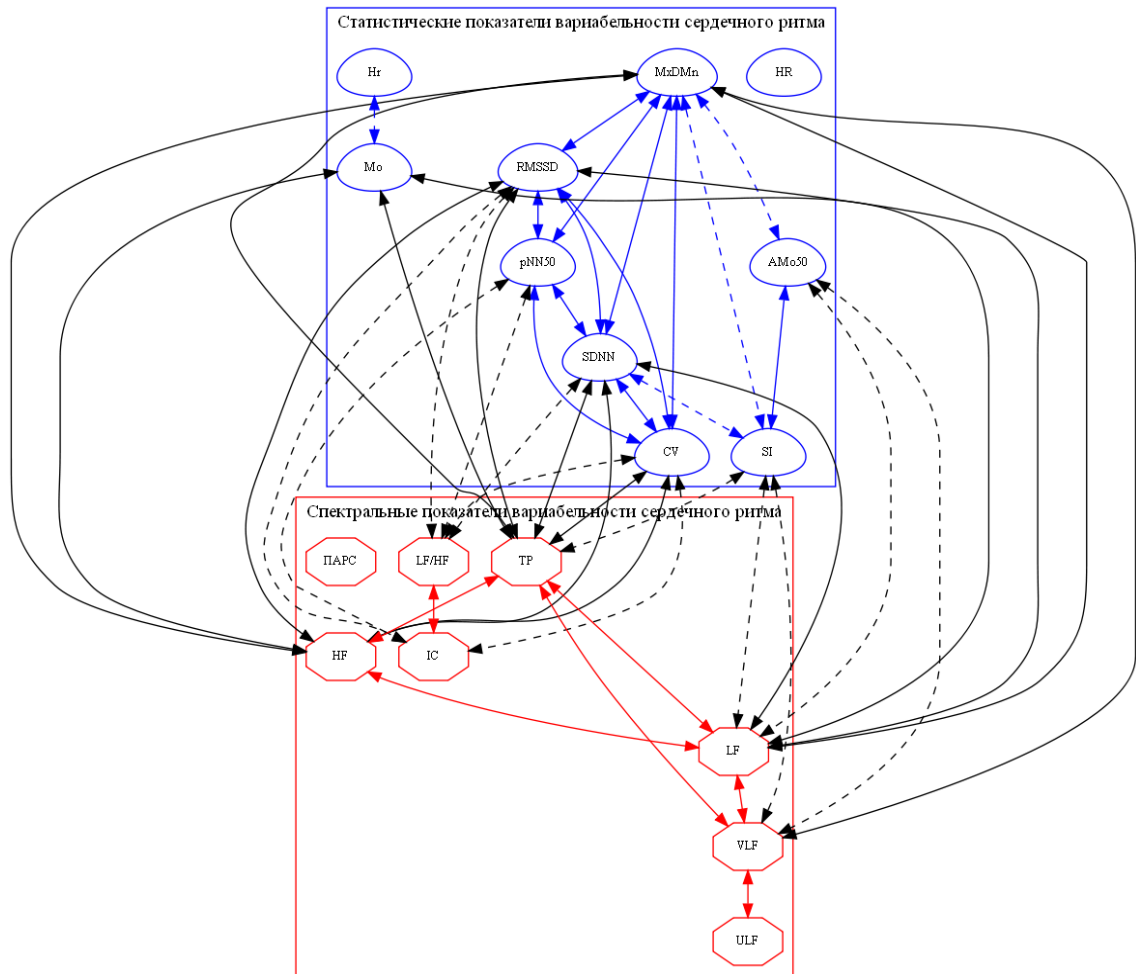 Статистические показатели вариабельности сердечного ритма
Hr
MxDMn
HR
Mo
RMSSD
pNN50
AMo50
SDNN
CV
SI
Спектральные показатели вариабельности сердечного ритма
ПАРС
LF/HF
TP
HF
IC
LF
VLF
ULF